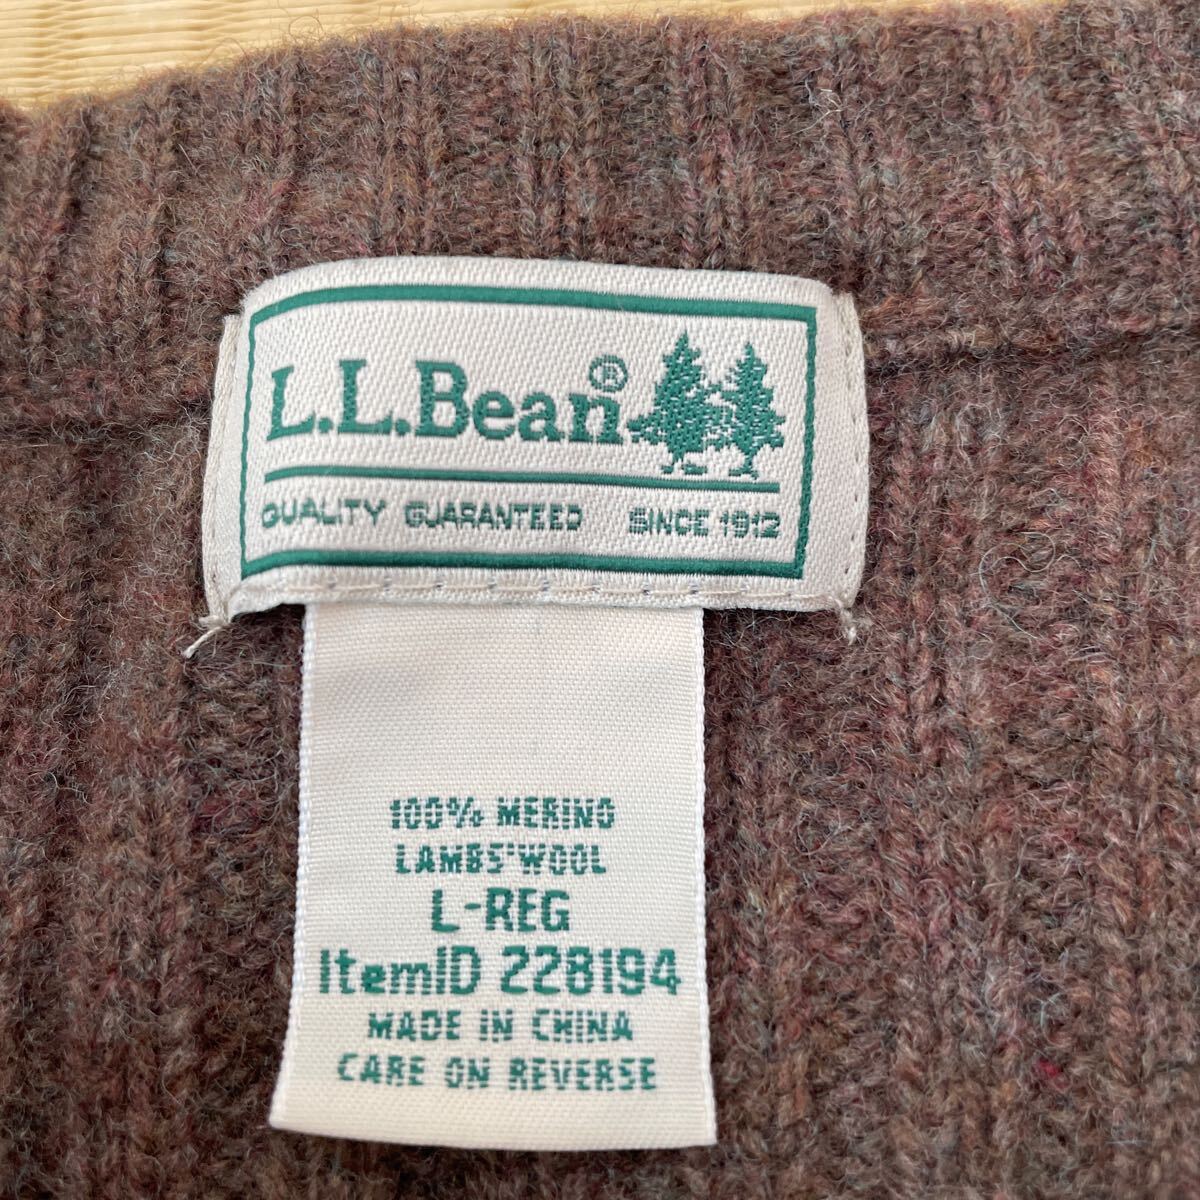 L.L.Bean®
QUALITY GUARANTEED SINCE 1912
100% MERINO
LAMBS'WOOL
L-REG
ItemID 228194
MADE IN CHINA
CARE ON REVERSE